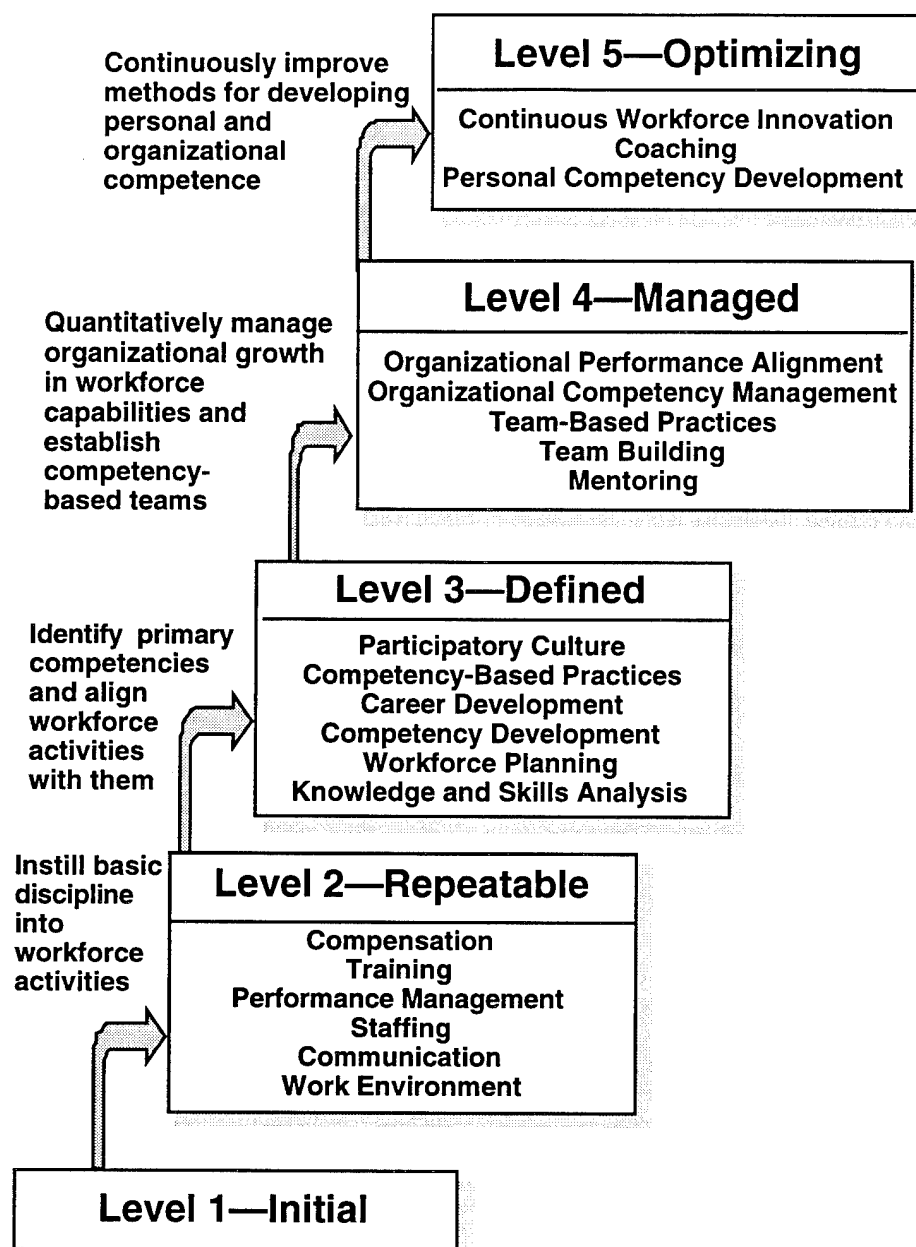 Level 5—Optimizing
Continuous Workforce Innovation
Coaching
Personal Competency Development
Continuously improve
methods for developing
personal and
organizational
competence
Level 4—Managed
Organizational Performance Alignment
Organizational Competency Management
Team-Based Practices
Team Building
Mentoring
Quantitatively manage
organizational growth
in workforce
capabilities and
establish
competency-
based teams
Level 3—Defined
Participatory Culture
Competency-Based Practices
Career Development
Competency Development
Workforce Planning
Knowledge and Skills Analysis
Identify primary
competencies
and align
workforce
activities
with them
Level 2—Repeatable
Compensation
Training
Performance Management
Staffing
Communication
Work Environment
Instill basic
discipline
into
workforce
activities
Level 1—Initial